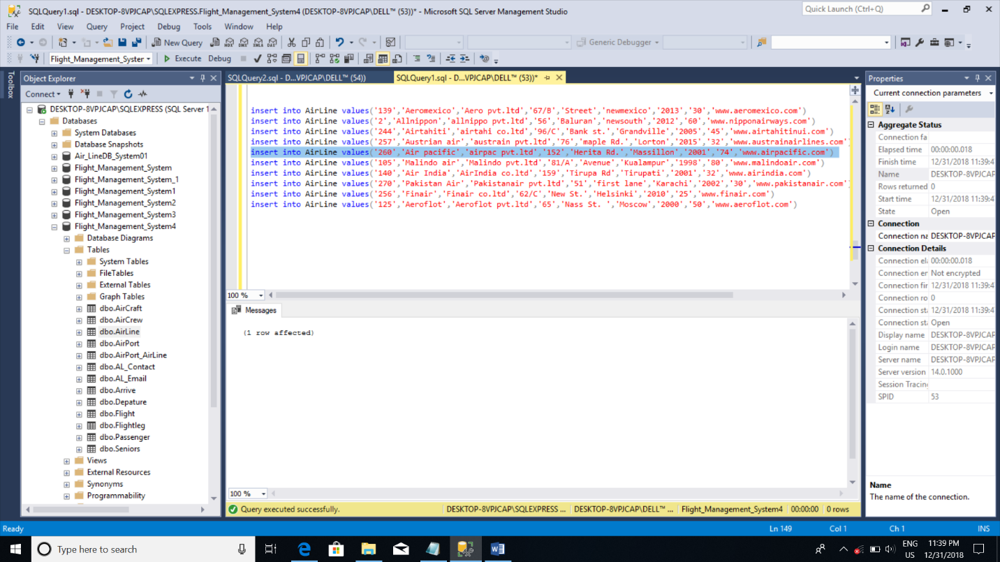 SQLQuery1.sql - DESKTOP-8VPJCAP\SQLEXPRESS.Flight_Management_System4 (DESKTOP-8VPJCAP\DELL™ (53))* - Microsoft SQL Server Management Studio
Quick Launch (Ctrl+Q)
File Edit View Query Project Debug Tools Window Help
New Query
MDX DMX XMLA DAX
Generic Debugger
Flight_Management_Syster
Execute Debug
Toolbox
Object Explorer
Connect
DESKTOP-8VPJCAP\SQLEXPRESS (SQL Server 1
Databases
System Databases
Database Snapshots
Air_LineDB_System01
Flight_Management_System
Flight_Management_System_1
Flight_Management_System1
Flight_Management_System2
Flight_Management_System3
Flight_Management_System4
Database Diagrams
Tables
System Tables
FileTables
External Tables
Graph Tables
dbo.AirCraft
dbo.AirCrew
dbo.AirLine
dbo.AirPort
dbo.AirPort_AirLine
dbo.AL_Contact
dbo.AL_Email
dbo.Arrive
dbo.Depature
dbo.Flight
dbo.Flightleg
dbo.Passenger
dbo.Seniors
Views
External Resources
Synonyms
Programmability
SQLQuery2.sql - D...VPJCAP\DELL™ (54))
SQLQuery1.sql - D...VPJCAP\DELL™ (53))*
insert into AirLine values('139','Aeromexico','Aero pvt.ltd','67/B','Street','newmexico','2013','30','www.aeromexico.com')
insert into AirLine values('2','Allnippon','allnippo pvt.ltd','56','Baluran','newsouth','2012','60','www.nipponairways.com')
insert into AirLine values('244','Airtahiti','airtahi co.ltd','96/C','Bank st.','Grandville','2005','45','www.airtahitinui.com')
insert into AirLine values('257','Austrian air','austrain pvt.ltd','76','maple Rd.','Lorton','2015','32','www.austrainairlines.com'
insert into AirLine values('260','Air pacific','airpac pvt.ltd','152','Herita Rd.','Massillon','2001','74','www.airpacific.com')
insert into AirLine values('105','Malindo air','Malindo pvt.ltd','81/A','Avenue','Kualampur','1998','80','www.malindoair.com')
insert into AirLine values('140','Air India','AirIndia co.ltd','159','Tirupa Rd','Tirupati','2001','32','www.airindia.com')
insert into AirLine values('270','Pakistan Air','Pakistanair pvt.ltd','51','first lane','Karachi','2002','30','www.pakistanair.com'
insert into AirLine values('256','Finair','Finair co.ltd','62/C','New St.','Helsinki','2010','25','www.finair.com')
insert into AirLine values('125','Aeroflot','Aeroflot pvt.ltd','65','Nass St. ','Moscow','2000','50','www.aeroflot.com')
100 %
Messages
(1 row affected)
100 %
Query executed successfully.
DESKTOP-8VPJCAP\SQLEXPRESS ... DESKTOP-8VPJCAP\DELL™ ... Flight_Management_System4 00:00:00 0 rows
Properties
Current connection parameters
Aggregate Status
Connection fa
Elapsed time 00:00:00.018
Finish time 12/31/2018 11:39:4
Name DESKTOP-8VPJCAP
Rows returned 0
Start time 12/31/2018 11:39:4
State Open
Connection
Connection na DESKTOP-8VPJCAP
Connection Details
Connection el 00:00:00.018
Connection er Not encrypted
Connection fir 12/31/2018 11:39:4
Connection ro 0
Connection sta 12/31/2018 11:39:4
Connection sta Open
Display name DESKTOP-8VPJCAP
Login name DESKTOP-8VPJCAP
Server name DESKTOP-8VPJCAP
Server version 14.0.1000
Session Tracing
SPID 53
Name
The name of the connection.
Ready
Ln 149 Col 1 Ch 1 INS
Type here to search
ENG
US
11:39 PM
12/31/2018